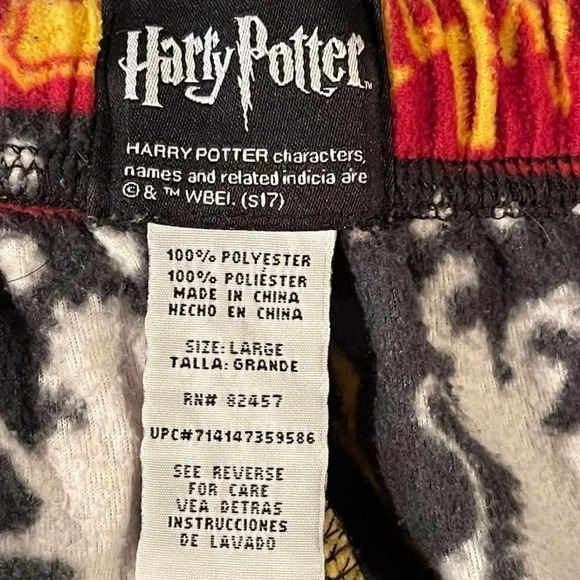 Harry Potter™
HARRY POTTER characters,
names and related indicia are
© & ™ WBEI. (S17)
100% POLYESTER
100% POLIÉSTER
MADE IN CHINA
HECHO EN CHINA
SIZE: LARGE
TALLA: GRANDE
RN# 82457
UPC#714147359586
SEE REVERSE
FOR CARE
VEA DETRAS
INSTRUCCIONES
DE LAVADO